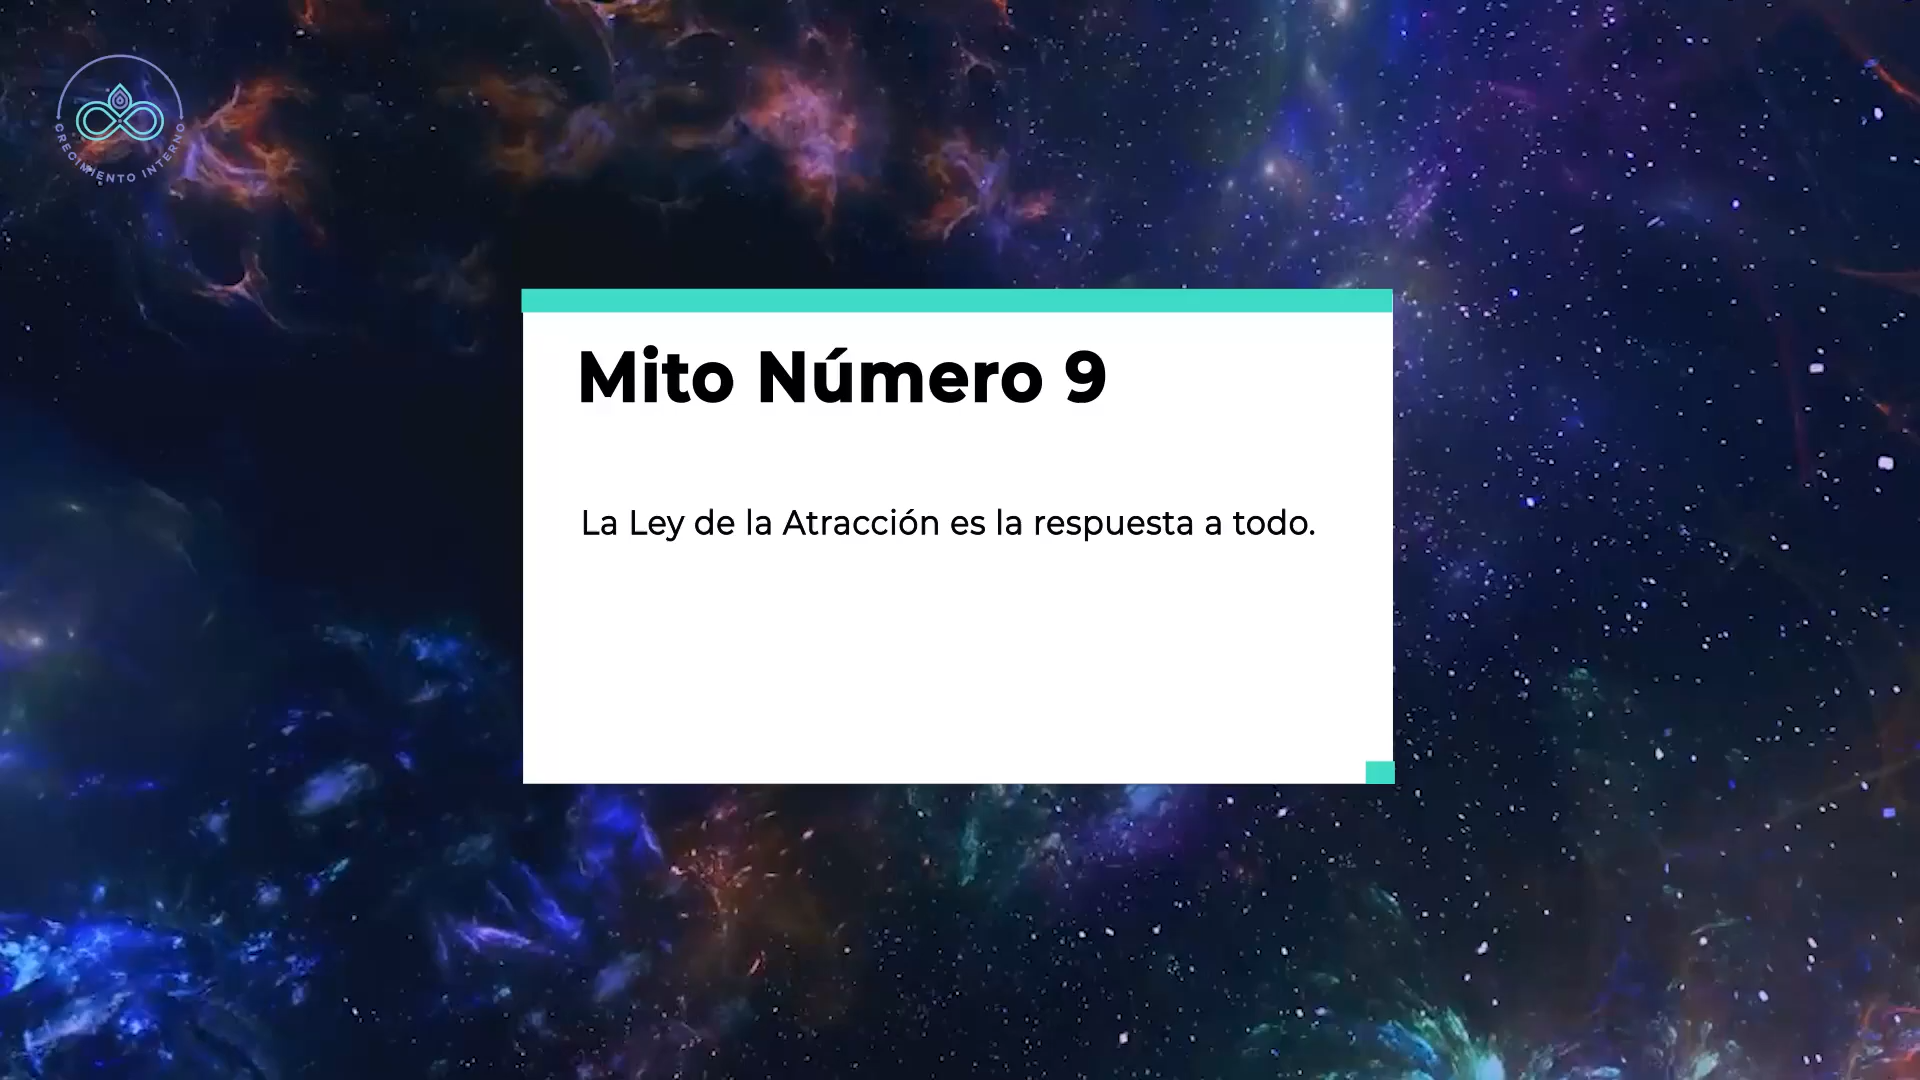 CRECIMIENTO INTERNO
Mito Número 9
La Ley de la Atracción es la respuesta a todo.